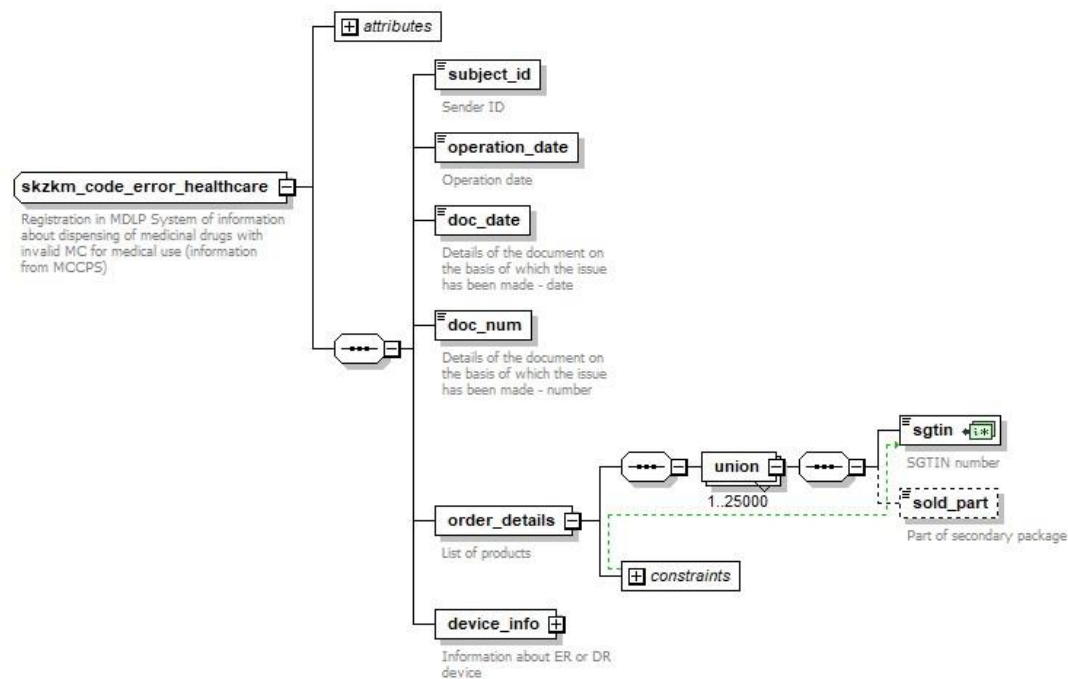 attributes
subject_id
Sender ID
operation_date
Operation date
skzkm_code_error_healthcare
Registration in MDLP System of information
about dispensing of medicinal drugs with
invalid MC for medical use (information
from MCCPS)
doc_date
Details of the document on
the basis of which the issue
has been made - date
doc_num
Details of the document on
the basis of which the issue
has been made - number
sgtin
SGTIN number
union
1..25000
sold_part
Part of secondary package
order_details
List of products
constraints
device_info
Information about ER or DR
device